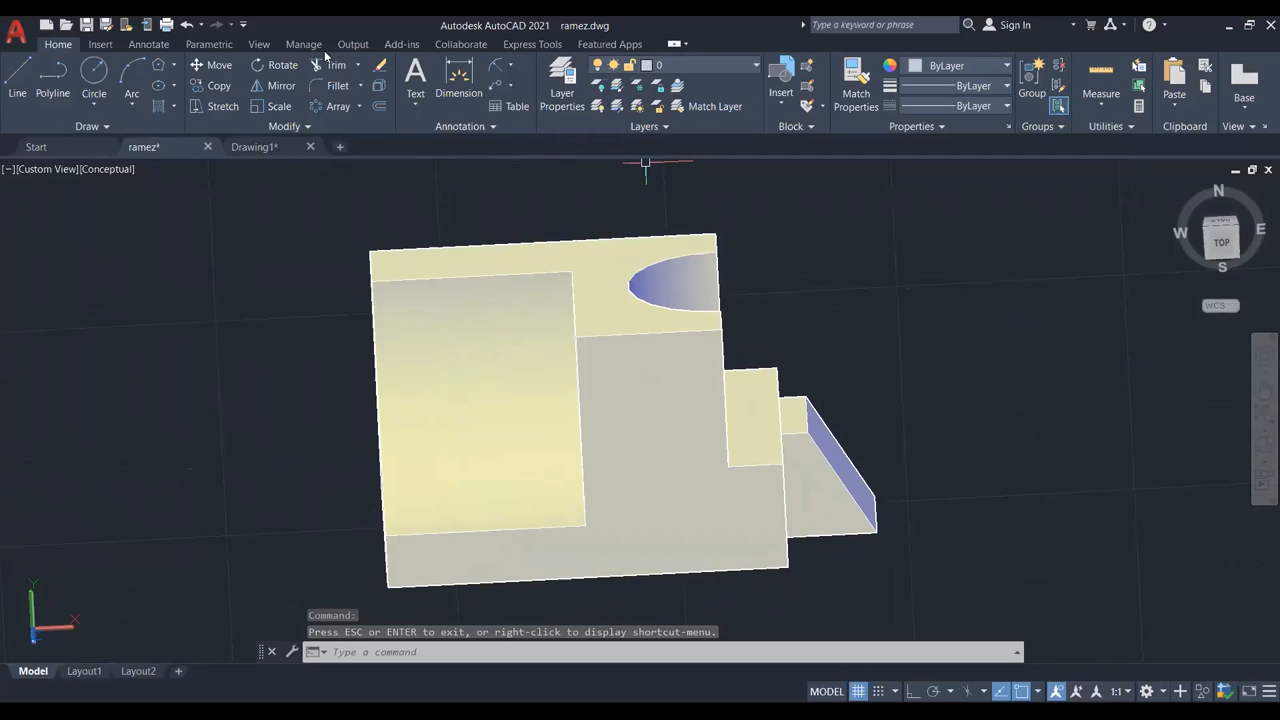 A Autodesk AutoCAD 2021 ramez.dwg Type a keyword or phrase Sign In
Home Insert Annotate Parametric View Manage Output Add-ins Collaborate Express Tools Featured Apps
Line Polyline Circle Arc
Draw
Move Rotate Trim
Copy Mirror Fillet
Stretch Scale Array
Modify
Text Dimension Table
Annotation
Layer Properties 0
Match Layer
Layers
Insert
Block
Match Properties ByLayer
ByLayer
ByLayer
Properties
Group
Groups
Measure
Utilities
Paste
Clipboard
Base
View
Start ramez* Drawing1*
[−][Custom View][Conceptual]
N
W TOP E
S
WCS
Y
X
Command:
Press ESC or ENTER to exit, or right-click to display shortcut-menu.
Type a command
Model Layout1 Layout2
MODEL 1:1